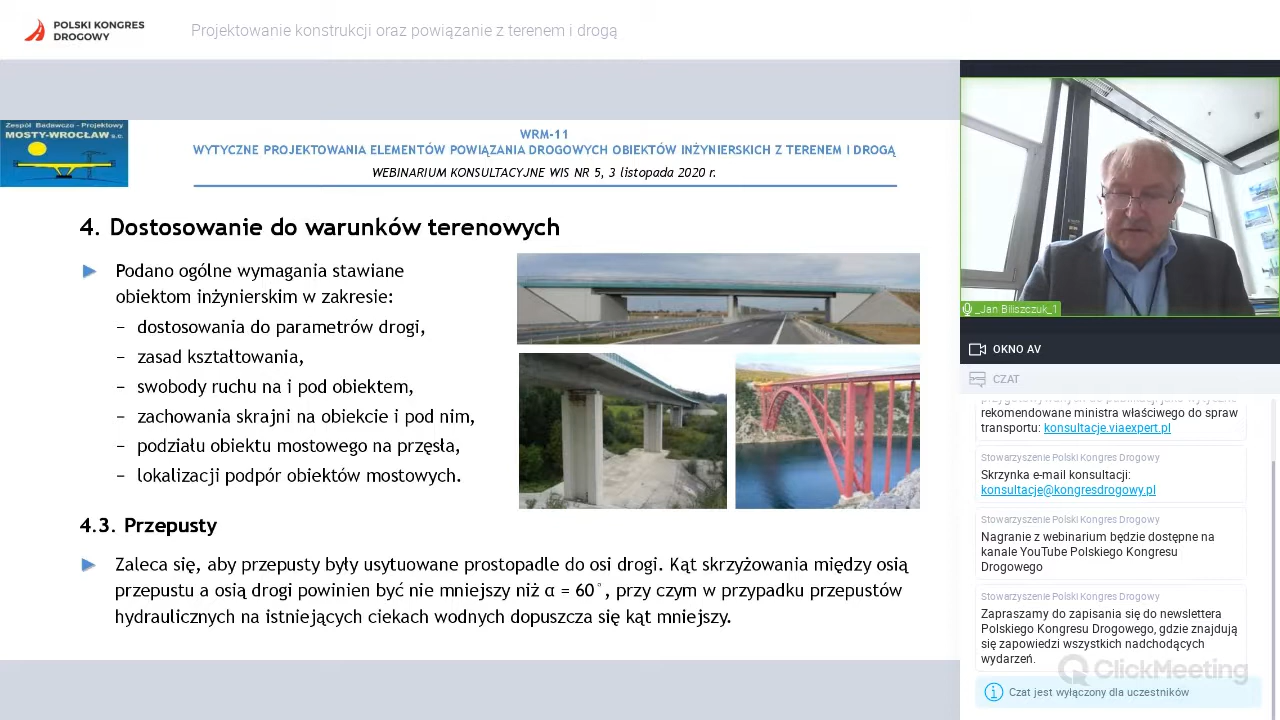 POLSKI KONGRES
DROGOWY
Projektowanie konstrukcji oraz powiązanie z terenem i drogą
Zespół Badawczo - Projektowy
MOSTY-WROCŁAW s.c.
WRM-11
WYTYCZNE PROJEKTOWANIA ELEMENTÓW POWIĄZANIA DROGOWYCH OBIEKTÓW INŻYNIERSKICH Z TERENEM I DROGĄ
WEBINARIUM KONSULTACYJNE WIS NR 5, 3 listopada 2020 r.
4. Dostosowanie do warunków terenowych
Podano ogólne wymagania stawiane
obiektom inżynierskim w zakresie:
– dostosowania do parametrów drogi,
– zasad kształtowania,
– swobody ruchu na i pod obiektem,
– zachowania skrajni na obiekcie i pod nim,
– podziału obiektu mostowego na przęsła,
– lokalizacji podpór obiektów mostowych.
4.3. Przepusty
Zaleca się, aby przepusty były usytuowane prostopadle do osi drogi. Kąt skrzyżowania między osią
przepustu a osią drogi powinien być nie mniejszy niż α = 60°, przy czym w przypadku przepustów
hydraulicznych na istniejących ciekach wodnych dopuszcza się kąt mniejszy.
_Jan Biliszczuk_1
OKNO AV
CZAT
rekomendowane ministra właściwego do spraw
transportu: konsultacje.viaexpert.pl
Stowarzyszenie Polski Kongres Drogowy
Skrzynka e-mail konsultacji:
konsultacje@kongresdrogowy.pl
Stowarzyszenie Polski Kongres Drogowy
Nagranie z webinarium będzie dostępne na
kanale YouTube Polskiego Kongresu
Drogowego
Stowarzyszenie Polski Kongres Drogowy
Zapraszamy do zapisania się do newslettera
Polskiego Kongresu Drogowego, gdzie znajdują
się zapowiedzi wszystkich nadchodzących
wydarzeń.
ClickMeeting
Czat jest wyłączony dla uczestników